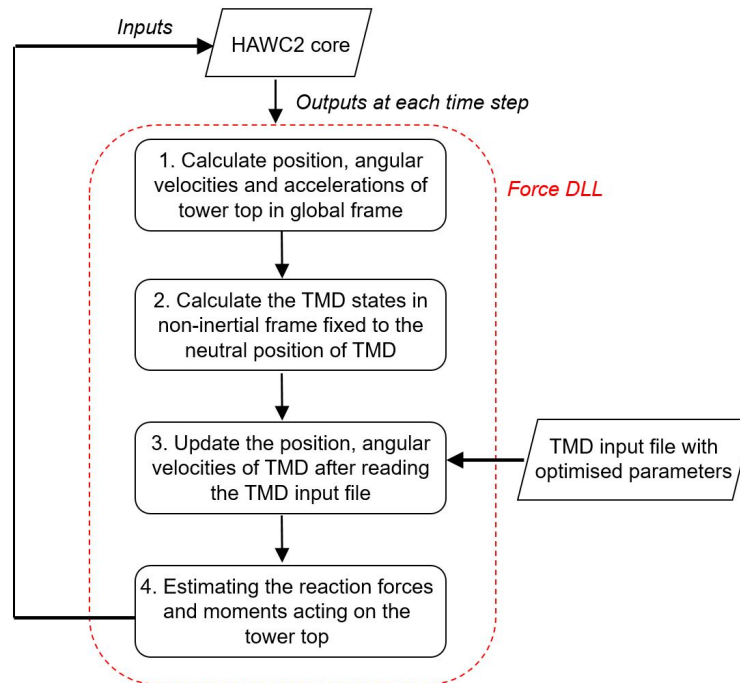 Inputs
HAWC2 core
Outputs at each time step
1. Calculate position, angular
velocities and accelerations of
tower top in global frame
Force DLL
2. Calculate the TMD states in
non-inertial frame fixed to the
neutral position of TMD
3. Update the position, angular
velocities of TMD after reading
the TMD input file
TMD input file with
optimised parameters
4. Estimating the reaction forces
and moments acting on the
tower top